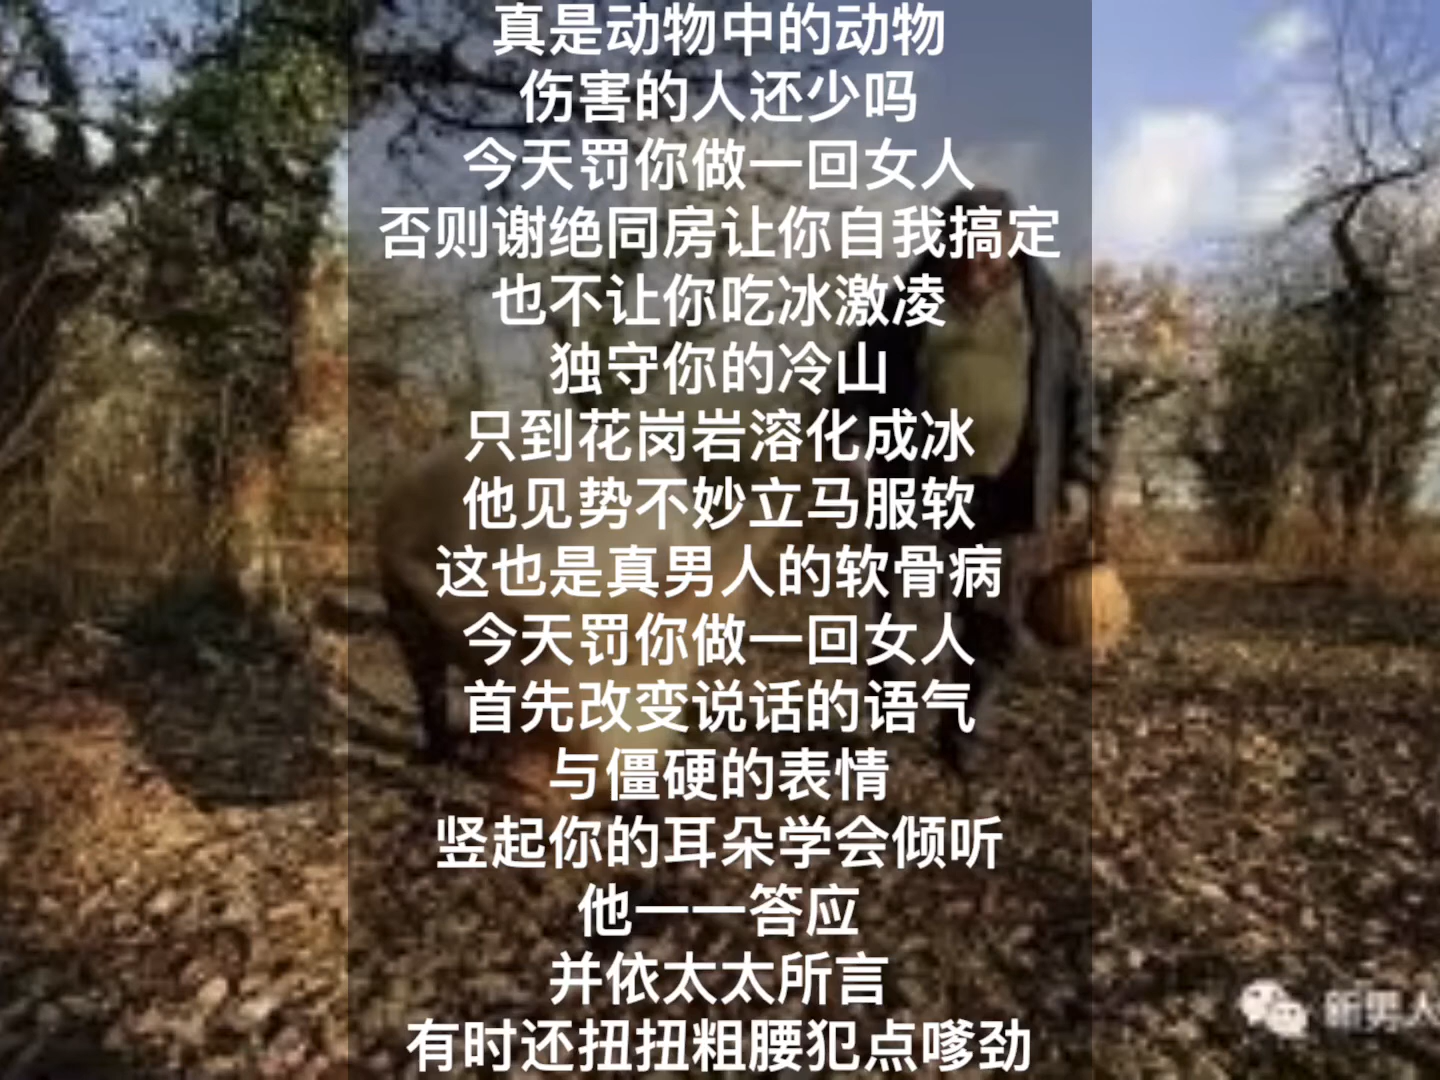 真是动物中的动物
伤害的人还少吗
今天罚你做一回女人
否则谢绝同房让你自我搞定
也不让你吃冰激凌
独守你的冷山
只到花岗岩溶化成冰
他见势不妙立马服软
这也是真男人的软骨病
今天罚你做一回女人
首先改变说话的语气
与僵硬的表情
竖起你的耳朵学会倾听
他一一答应
并依太太所言
有时还扭扭粗腰犯点嗲劲
新男人